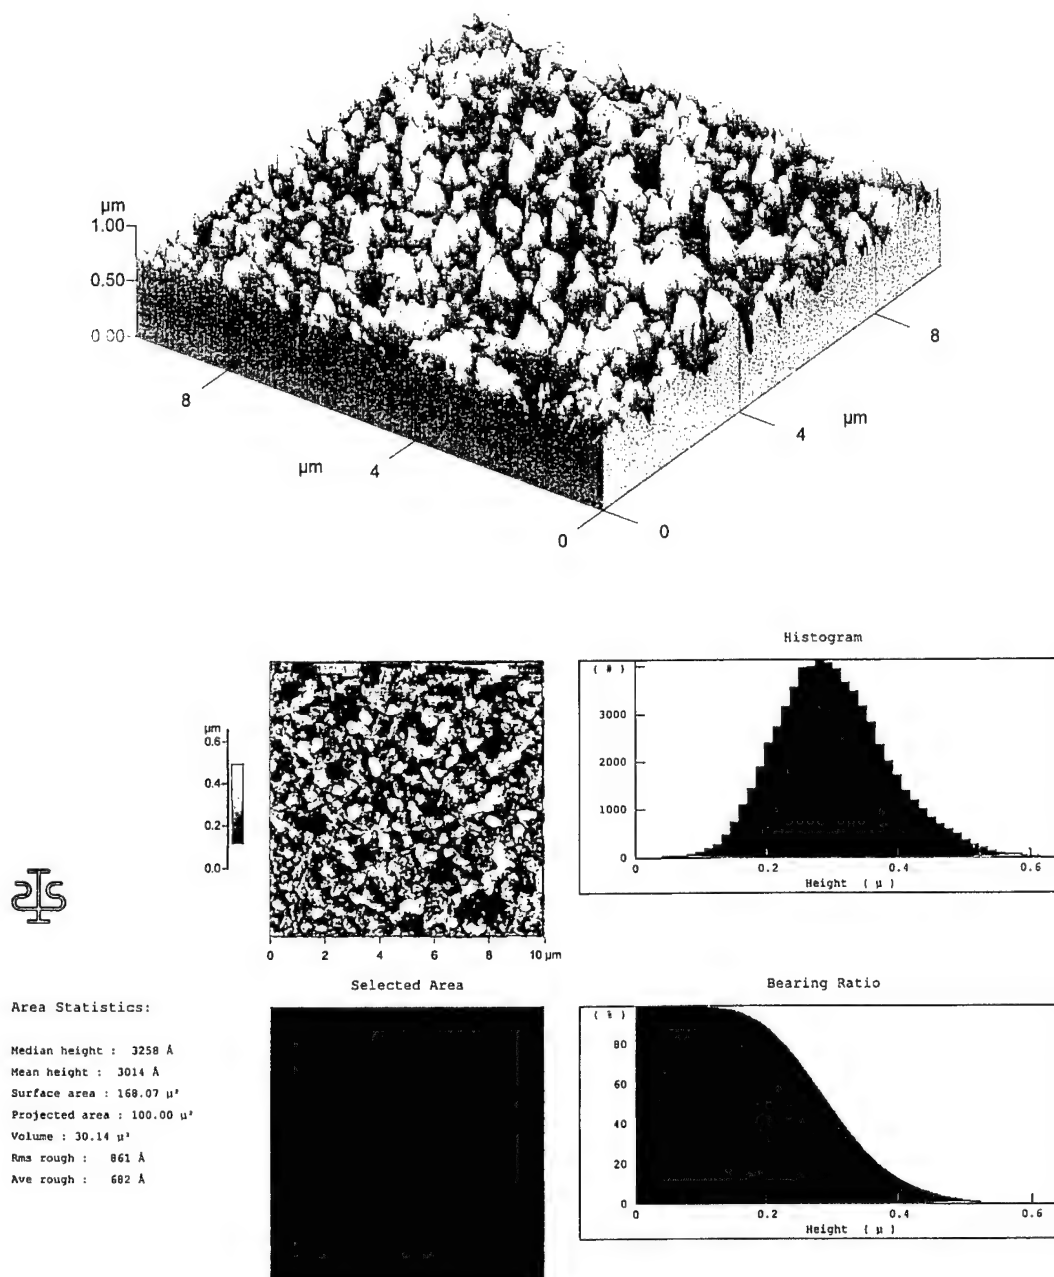 µm
1.00
0.50
0.00
8
µm
4
0
0
4
µm
8
Histogram
( # )
3000
2000
1000
0
0.2
0.4
0.6
Height ( µ )
µm
0.6
0.4
0.2
0.0
0 2 4 6 8 10 µm
Selected Area
Bearing Ratio
( % )
80
60
40
20
0
0 0.2 0.4 0.6
Height ( µ )
Area Statistics:
Median height : 3258 Å
Mean height : 3014 Å
Surface area : 168.07 µ²
Projected area : 100.00 µ²
Volume : 30.14 µ³
Rms rough : 861 Å
Ave rough : 682 Å